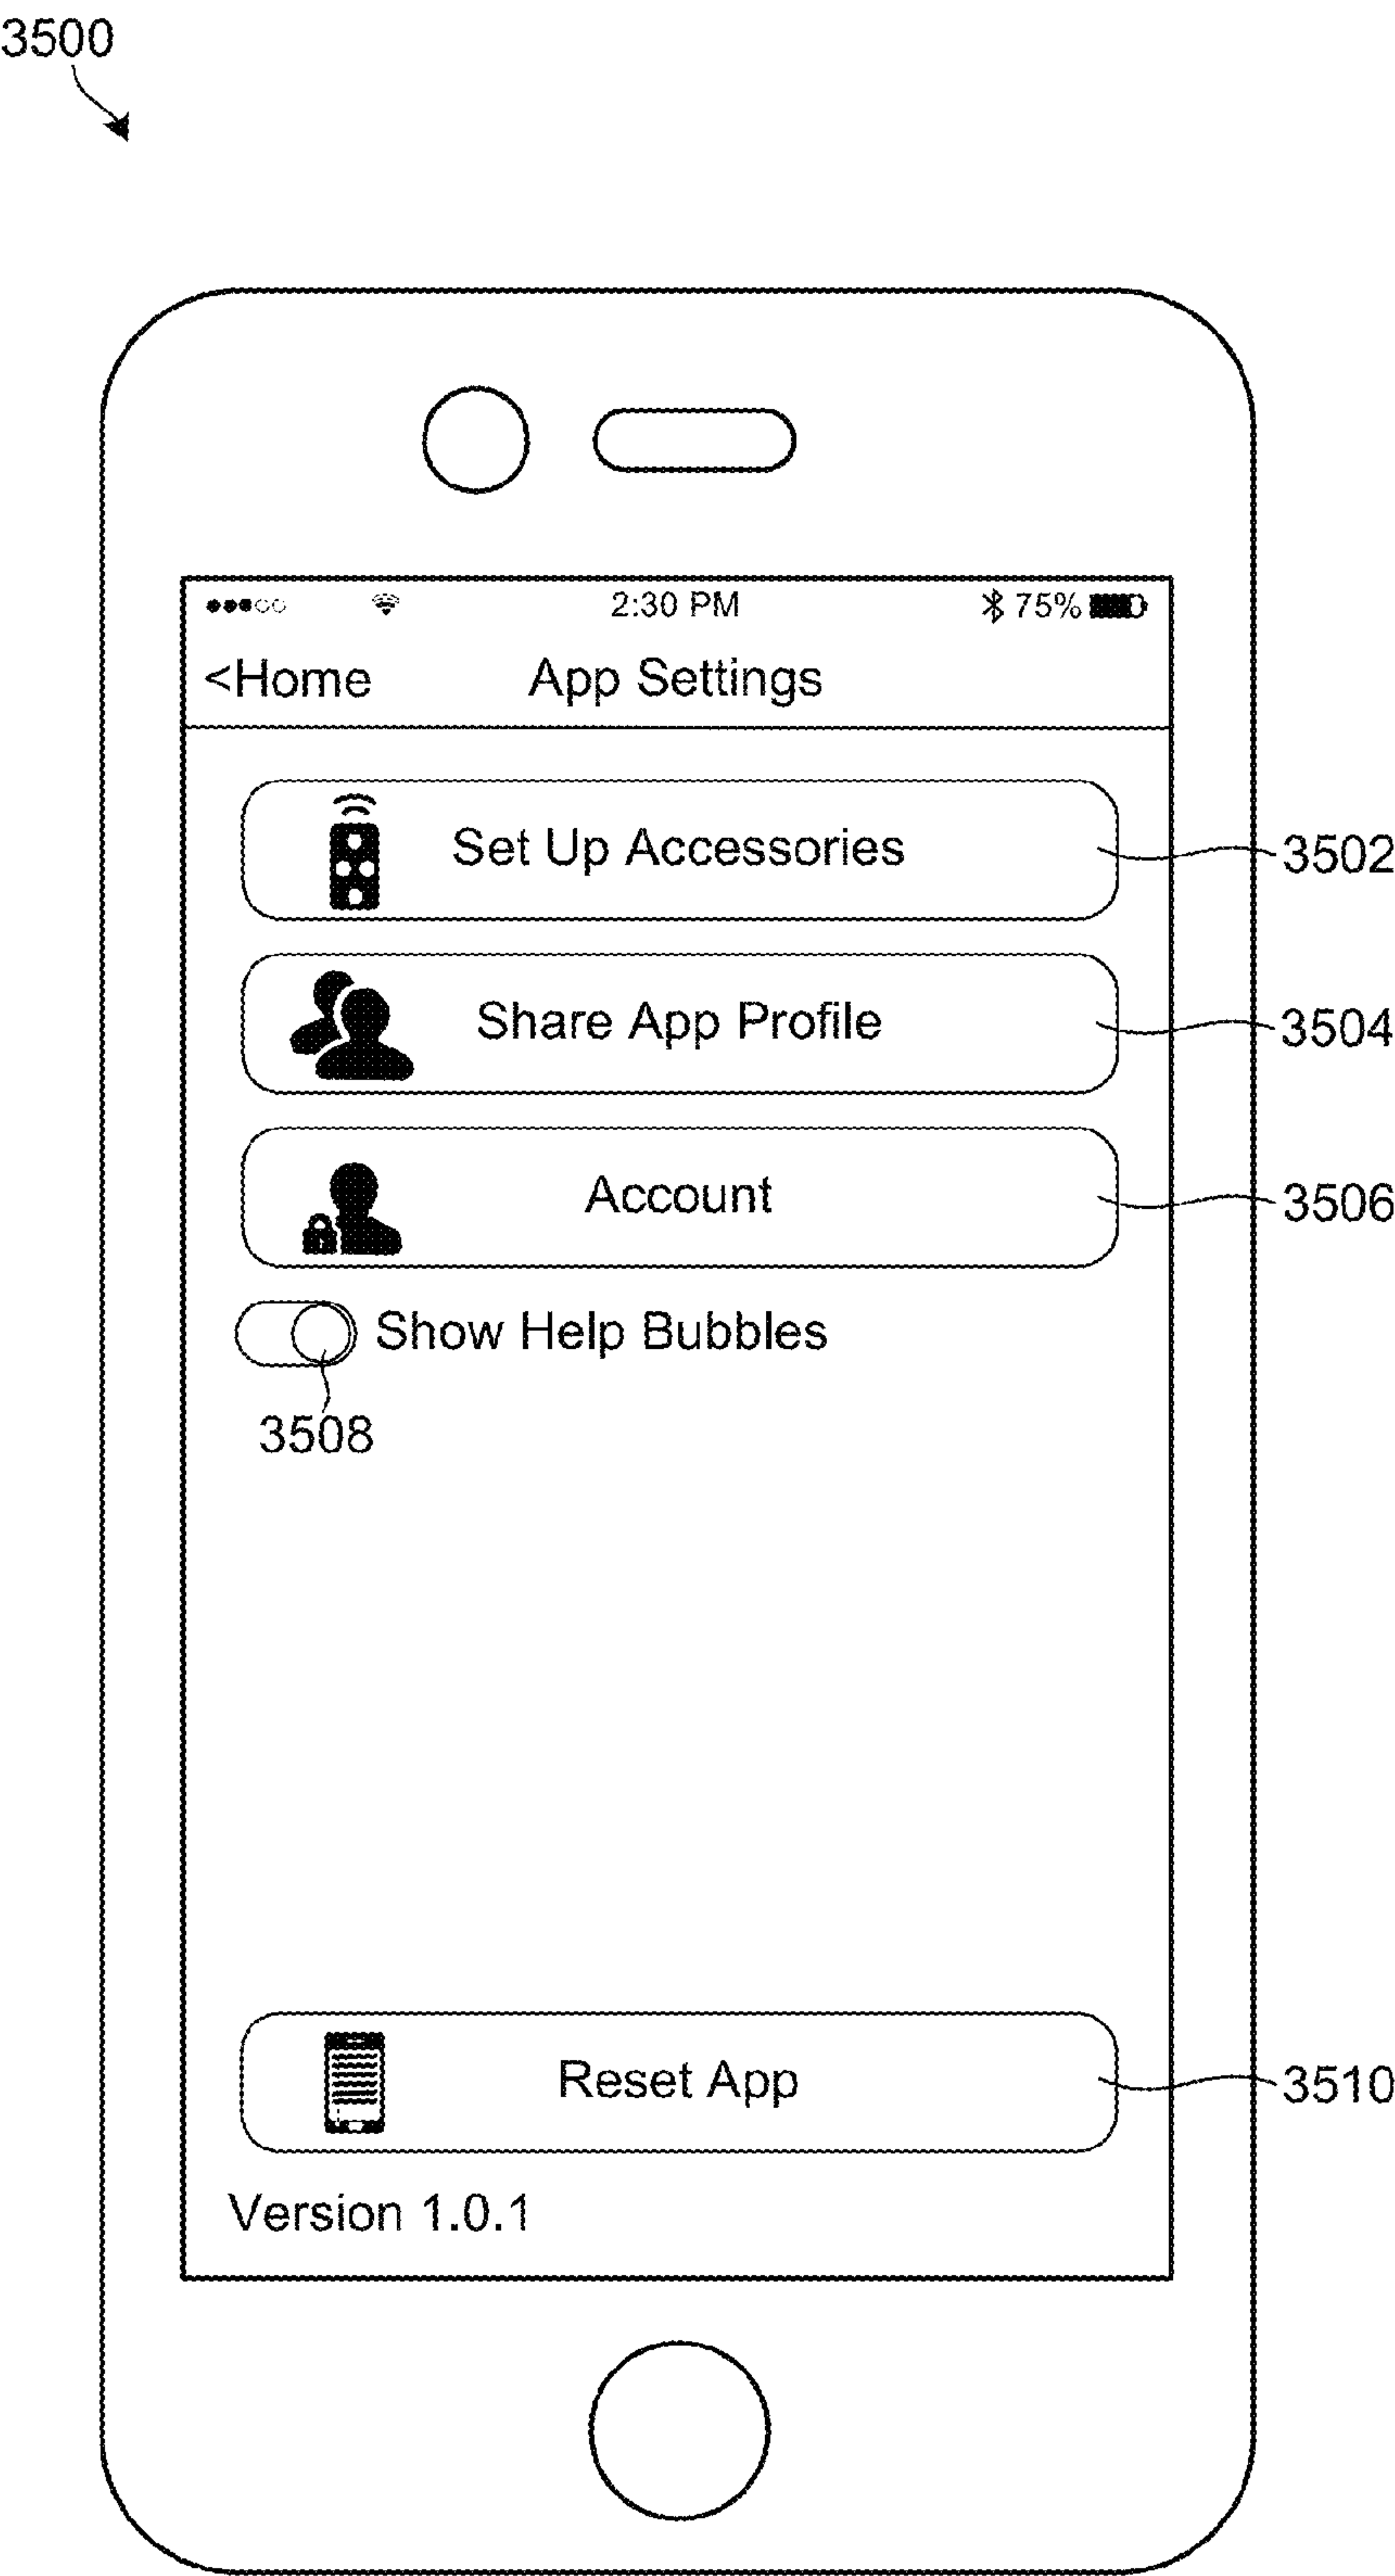 3500
2:30 PM 75%
<Home App Settings
Set Up Accessories
3502
Share App Profile
3504
Account
3506
Show Help Bubbles
3508
Reset App
3510
Version 1.0.1